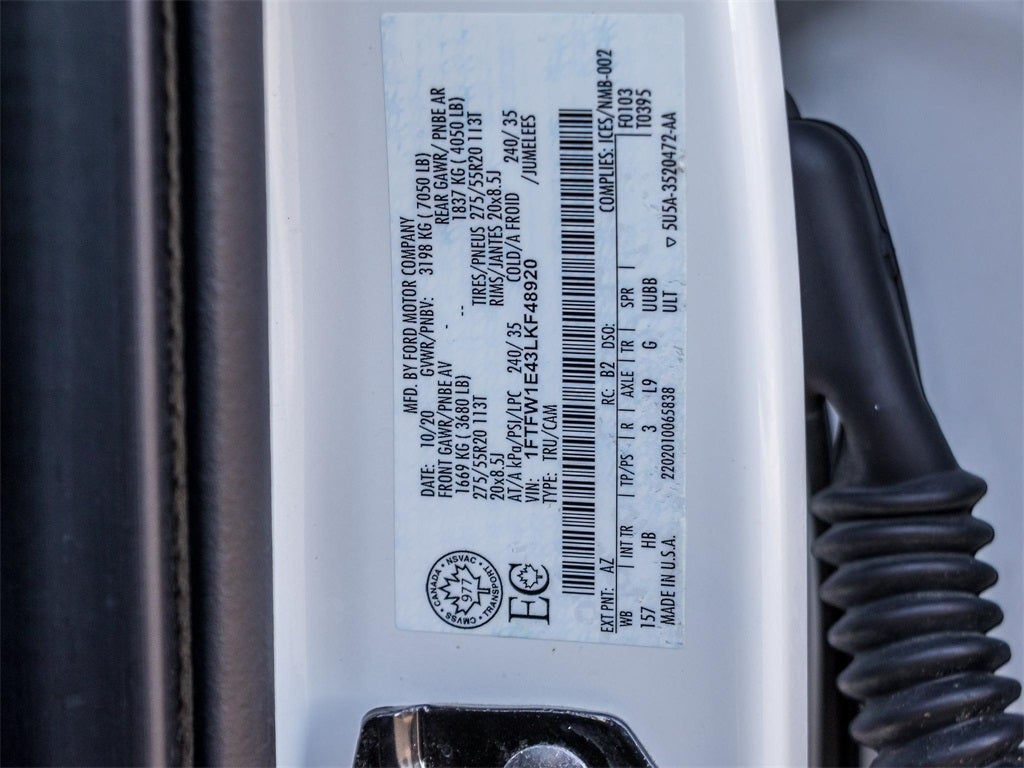 MFD. BY FORD MOTOR COMPANY
DATE: 10/20 GVWR/PNBV: 3198 KG ( 7050 LB)
FRONT GAWR/PNBE AV - REAR GAWR/ PNBE AR
1669 KG ( 3680 LB) -- 1837 KG ( 4050 LB)
275/55R20 113T TIRES/PNEUS 275/55R20 113T
20x8.5J RIMS/JANTES 20x8.5J
AT/A kPa/PSI/LPC 240/ 35 COLD/A FROID 240/ 35
VIN: 1FTFW1E43LKF48920 /JUMELEES
TYPE: TRU/CAM
CMVSS • CANADA • NSVAC • TRANSPORT •
977
EC
COMPLIES: ICES/NMB-002
EXT PNT: AZ RC: B2 DSO: F0103
WB INT TR TP/PS R AXLE TR SPR T0395
157 HB 3 L9 G UUBB
MADE IN U.S.A. 2202010065838 ULT ▽ 5U5A-3520472-AA